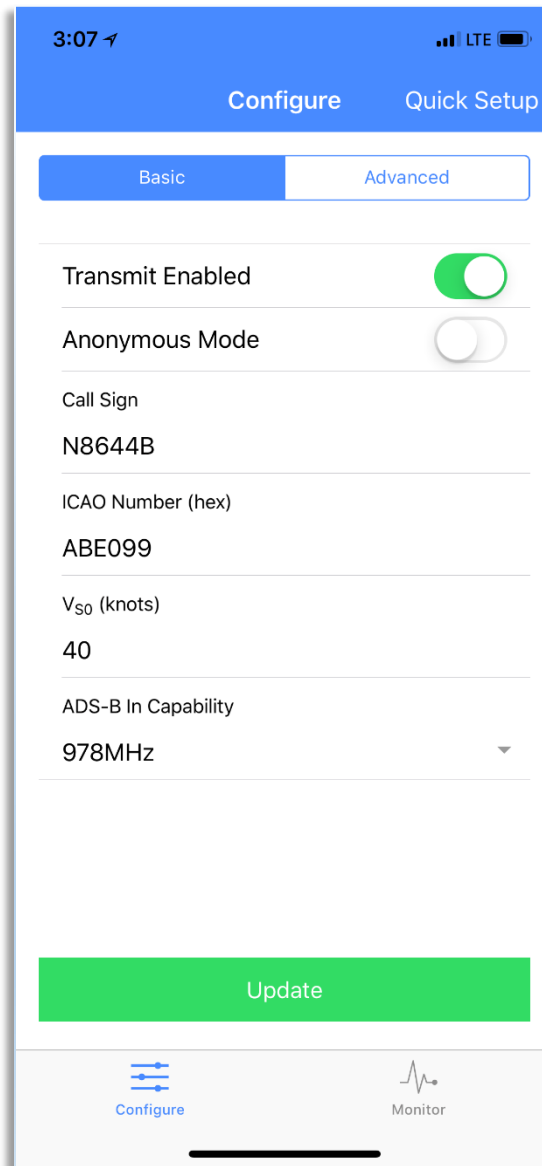 3:07 LTE
Configure Quick Setup
Basic Advanced
Transmit Enabled
Anonymous Mode
Call Sign
N8644B
ICAO Number (hex)
ABE099
VS0 (knots)
40
ADS-B In Capability
978MHz
Update
Configure Monitor